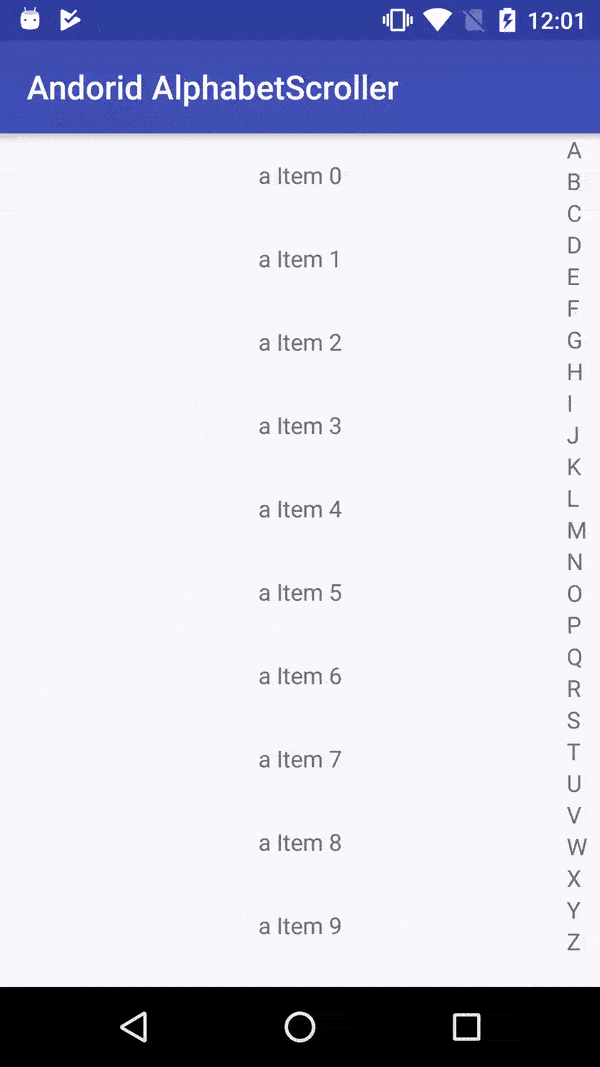 12:01
Andorid AlphabetScroller
a Item 0
a Item 1
a Item 2
a Item 3
a Item 4
a Item 5
a Item 6
a Item 7
a Item 8
a Item 9
A
B
C
D
E
F
G
H
I
J
K
L
M
N
O
P
Q
R
S
T
U
V
W
X
Y
Z